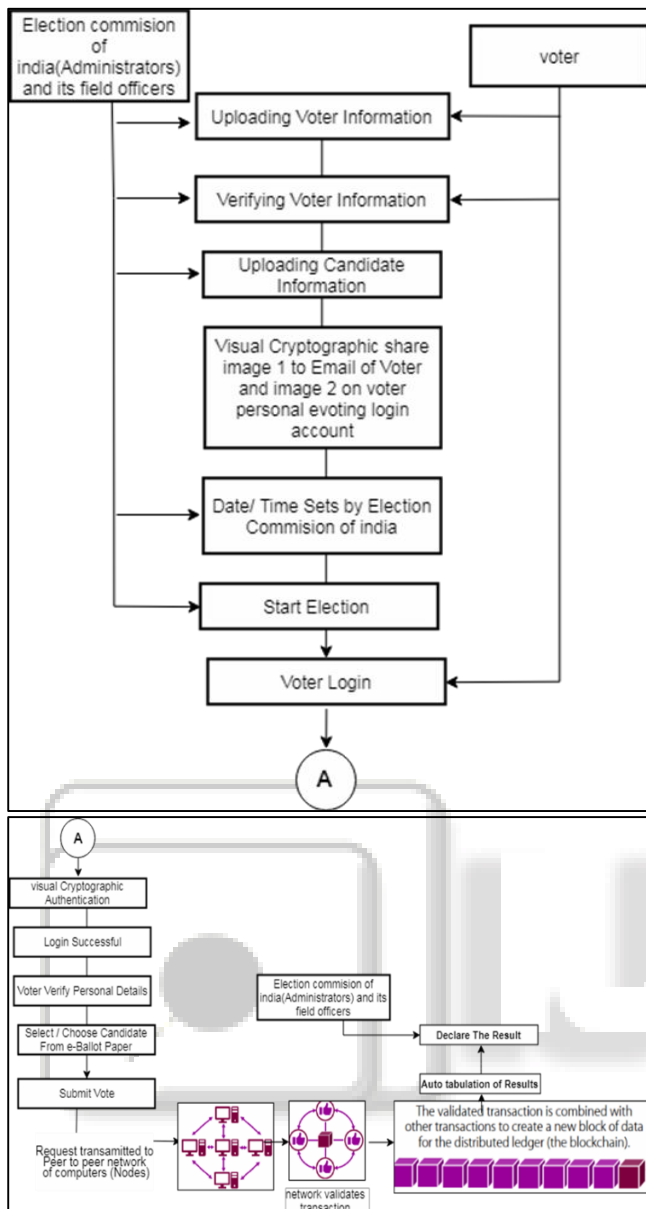 Election commision
of
india(Administrators)
and its field officers
voter
Uploading Voter Information
Verifying Voter Information
Uploading Candidate
Information
Visual Cryptographic share
image 1 to Email of Voter
and image 2 on voter
personal evoting login
account
Date/ Time Sets by Election
Commision of india
Start Election
Voter Login
A
A
visual Cryptographic
Authentication
Login Successful
Voter Verify Personal Details
Select / Choose Candidate
From e-Ballot Paper
Submit Vote
Request transmitted to
Peer to peer network
of computers (Nodes)
network validates
transaction
The validated transaction is combined with
other transactions to create a new block of data
for the distributed ledger (the blockchain).
Auto tabulation of Results
Declare The Result
Election commision of
india(Administrators) and its
field officers